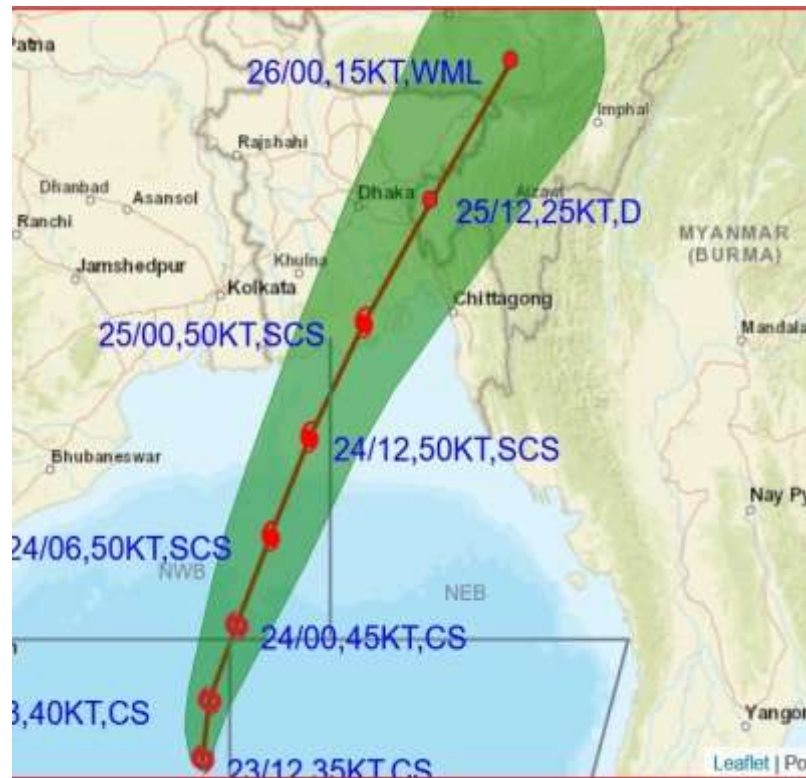 Patna
26/00,15KT,WML
Imphal
Rajshahi
Dhanbad
Asansol
Dhaka
Aizawl
Ranchi
25/12,25KT,D
MYANMAR
(BURMA)
Khulna
Jamshedpur
Kolkata
Chittagong
25/00,50KT,SCS
Mandala
24/12,50KT,SCS
Bhubaneswar
Nay Py
24/06,50KT,SCS
NWB
NEB
24/00,45KT,CS
,40KT,CS
Yangor
23/12,35KT,CS
Leaflet | Po